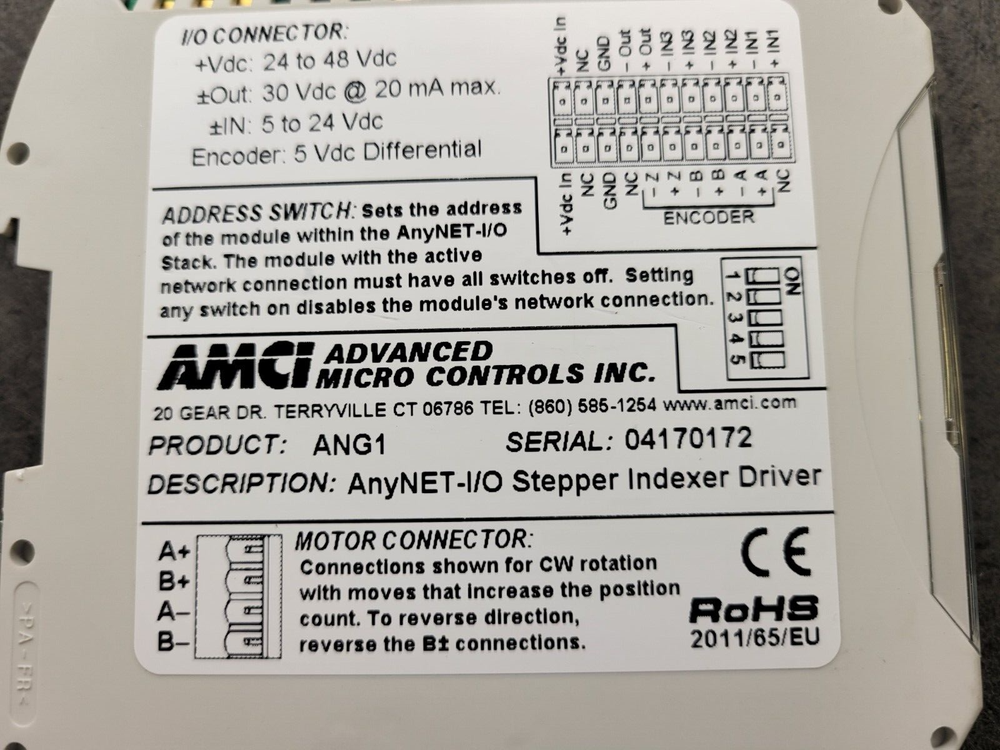 I/O CONNECTOR:
+Vdc: 24 to 48 Vdc
±Out: 30 Vdc @ 20 mA max.
±IN: 5 to 24 Vdc
Encoder: 5 Vdc Differential
+Vdc In
NC
GND
– Out
+ Out
– IN3
+ IN3
– IN2
+ IN2
– IN1
+ IN1
+Vdc In
NC
GND
NC
– Z
+ Z
– B
+ B
– A
+ A
NC
ENCODER
ADDRESS SWITCH: Sets the address
of the module within the AnyNET-I/O
Stack. The module with the active
network connection must have all switches off. Setting
any switch on disables the module's network connection.
ON
1
2
3
4
5
AMCI ADVANCED
MICRO CONTROLS INC.
20 GEAR DR. TERRYVILLE CT 06786 TEL: (860) 585-1254 www.amci.com
PRODUCT: ANG1 SERIAL: 04170172
DESCRIPTION: AnyNET-I/O Stepper Indexer Driver
A+
B+
A–
B–
MOTOR CONNECTOR:
Connections shown for CW rotation
with moves that increase the position
count. To reverse direction,
reverse the B± connections.
CE
RoHS
2011/65/EU
>PA-FR<